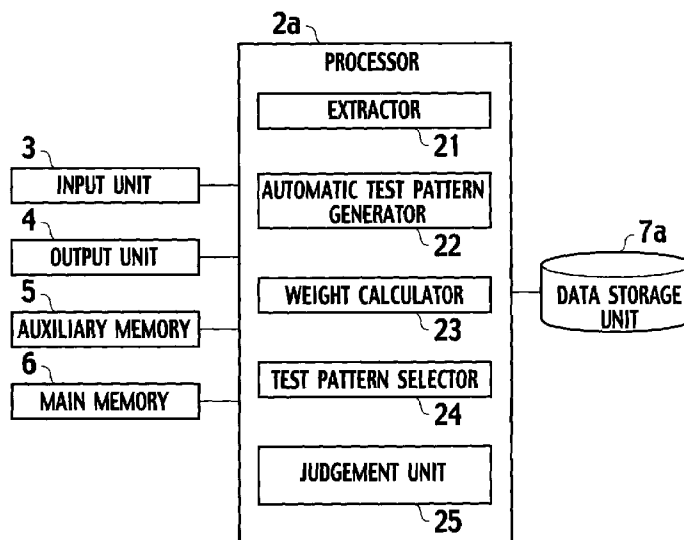 2a
PROCESSOR
EXTRACTOR
21
3
INPUT UNIT
AUTOMATIC TEST PATTERN
GENERATOR
22
4
OUTPUT UNIT
7a
DATA STORAGE
UNIT
5
AUXILIARY MEMORY
WEIGHT CALCULATOR
23
6
MAIN MEMORY
TEST PATTERN SELECTOR
24
JUDGEMENT UNIT
25